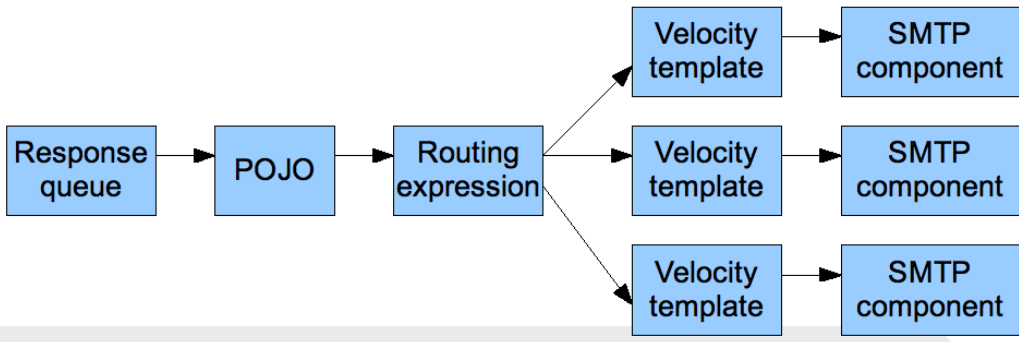 Response
queue
POJO
Routing
expression
Velocity
template
SMTP
component
Velocity
template
SMTP
component
Velocity
template
SMTP
component